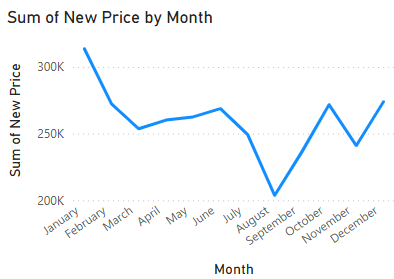 Sum of New Price by Month
Sum of New Price
300K
250K
200K
January
February
March
April
May
June
July
August
September
October
November
December
Month